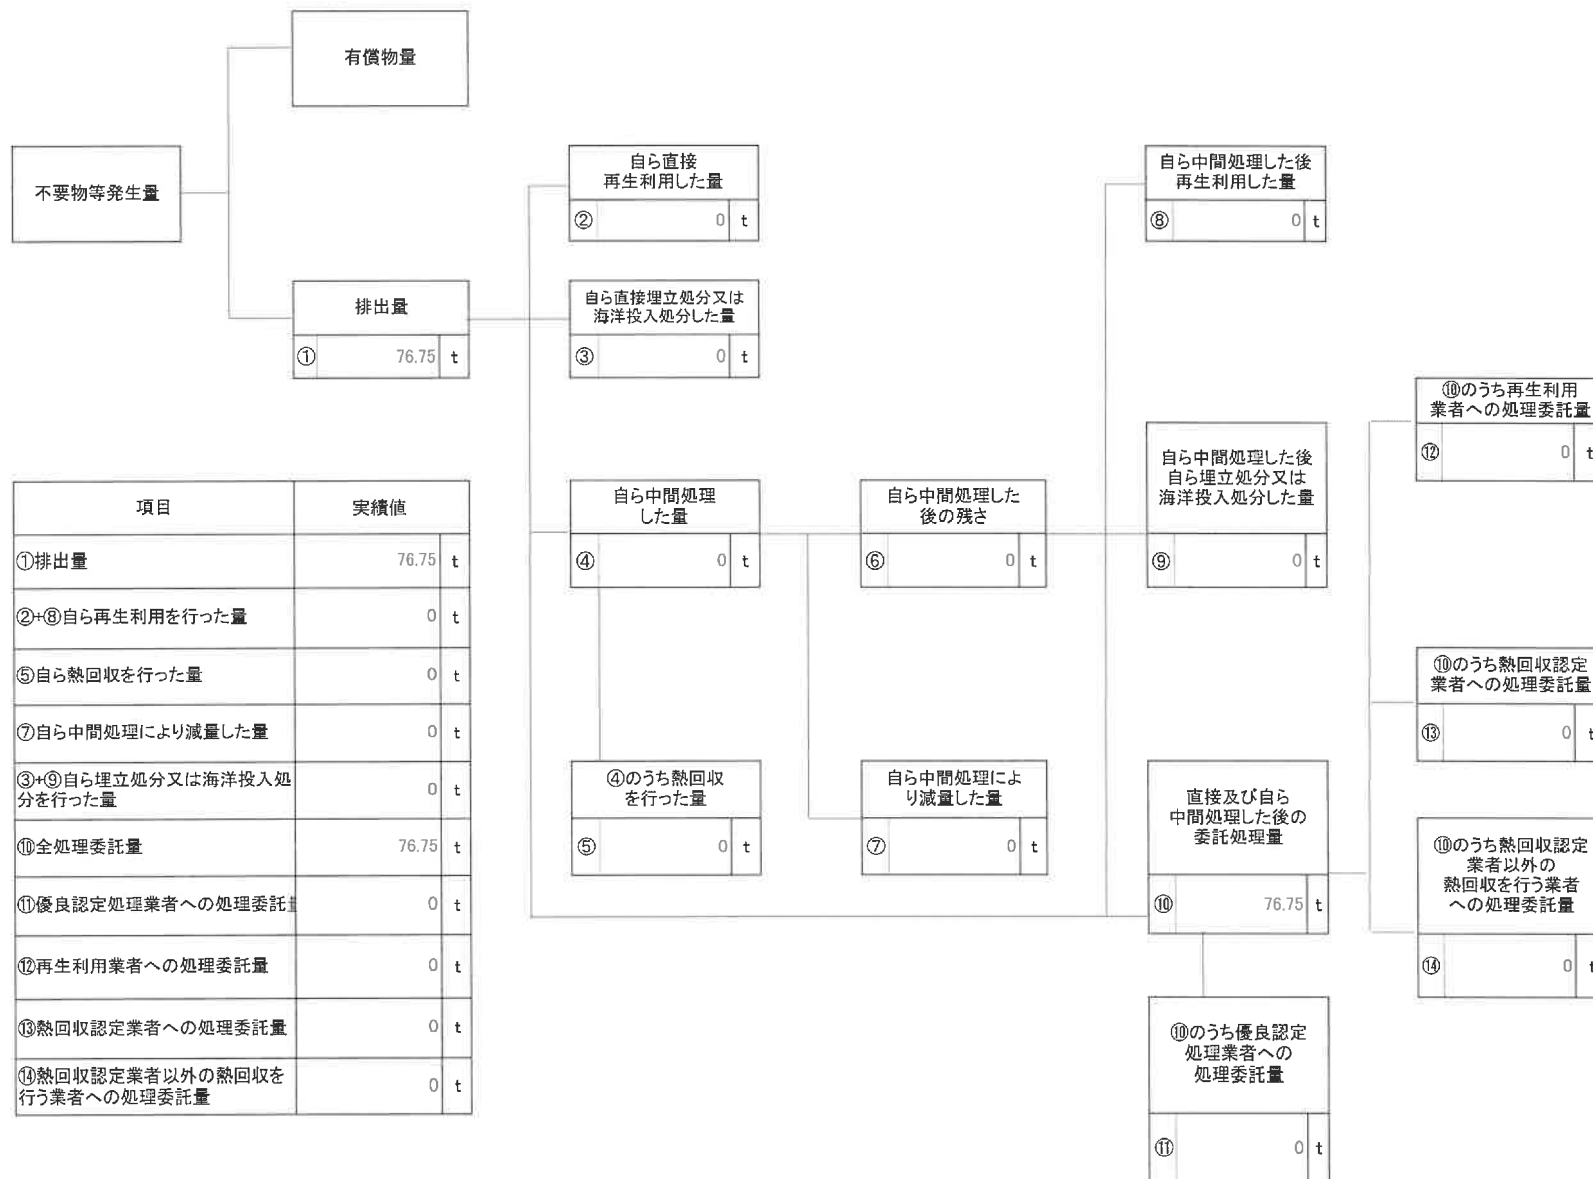 有償物量
不要物等発生量
排出量
① 76.75 t
自ら直接
再生利用した量
② 0 t
自ら直接埋立処分又は
海洋投入処分した量
③ 0 t
自ら中間処理
した量
④ 0 t
④のうち熱回収
を行った量
⑤ 0 t
自ら中間処理した
後の残さ
⑥ 0 t
自ら中間処理によ
り減量した量
⑦ 0 t
自ら中間処理した後
再生利用した量
⑧ 0 t
自ら中間処理した後
自ら埋立処分又は
海洋投入処分した量
⑨ 0 t
直接及び自ら
中間処理した後の
委託処理量
⑩ 76.75 t
⑩のうち優良認定
処理業者への
処理委託量
⑪ 0 t
⑩のうち再生利用
業者への処理委託量
⑫ 0 t
⑩のうち熱回収認定
業者への処理委託量
⑬ 0 t
⑩のうち熱回収認定
業者以外の
熱回収を行う業者
への処理委託量
⑭ 0 t
項目 実績値
①排出量 76.75 t
②+⑧自ら再生利用を行った量 0 t
⑤自ら熱回収を行った量 0 t
⑦自ら中間処理により減量した量 0 t
③+⑨自ら埋立処分又は海洋投入処
分を行った量 0 t
⑩全処理委託量 76.75 t
⑪優良認定処理業者への処理委託量 0 t
⑫再生利用業者への処理委託量 0 t
⑬熱回収認定業者への処理委託量 0 t
⑭熱回収認定業者以外の熱回収を
行う業者への処理委託量 0 t